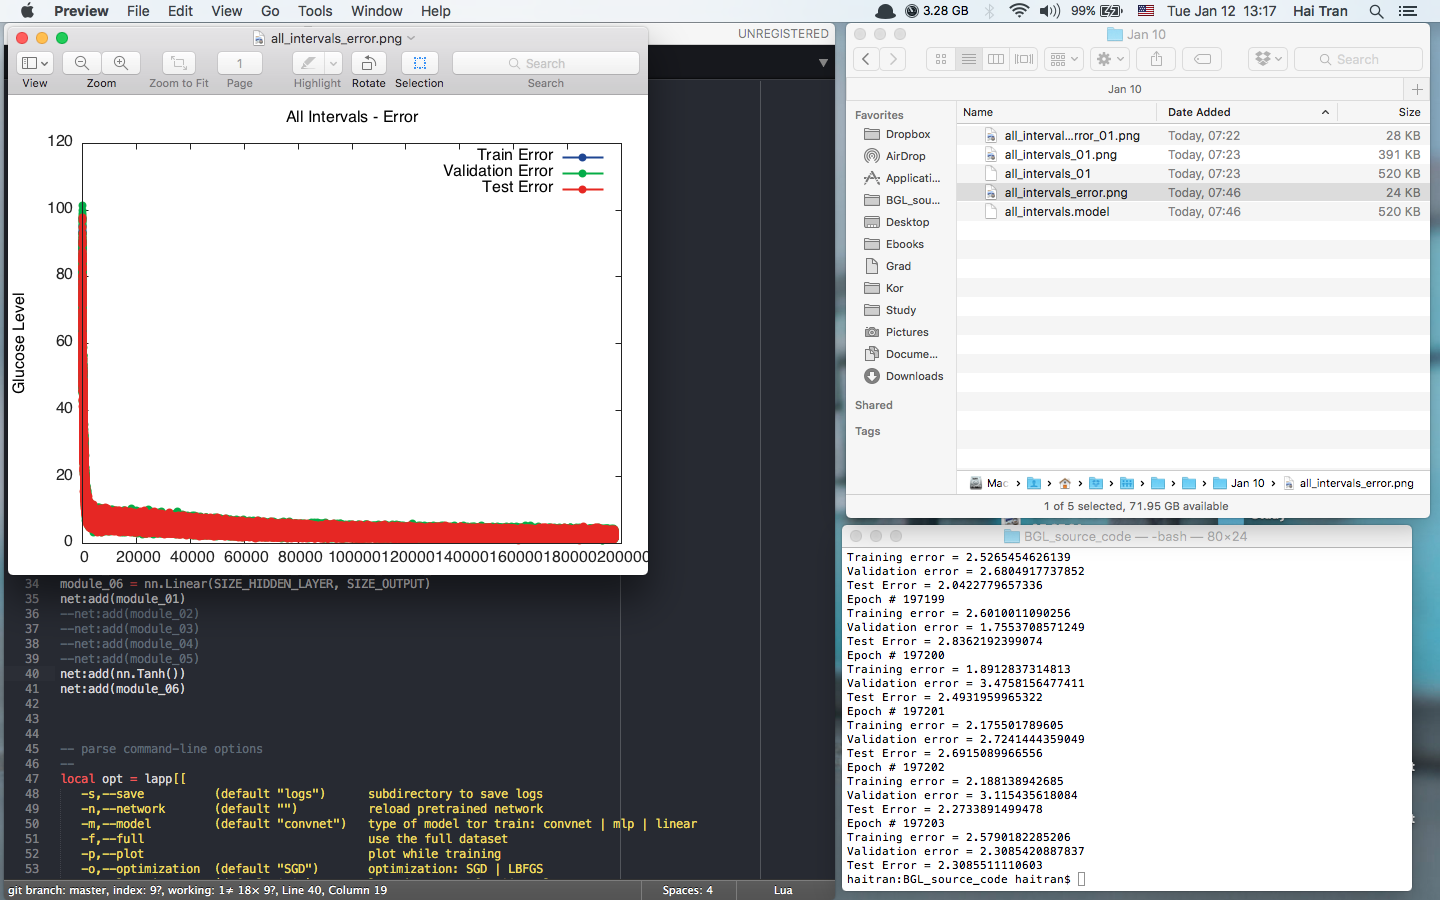 Preview File Edit View Go Tools Window Help 3.28 GB 99% Tue Jan 12 13:17 Hai Tran
all_intervals_error.png
1
Search
View Zoom Zoom to Fit Page Highlight Rotate Selection Search
UNREGISTERED
All Intervals - Error
Glucose Level
120
100
80
60
40
20
0
Train Error
Validation Error
Test Error
0 20000 40000 60000 80000 100000 120000 140000 160000 180000 200000
34 module_06 = nn.Linear(SIZE_HIDDEN_LAYER, SIZE_OUTPUT)
35 net:add(module_01)
36 --net:add(module_02)
37 --net:add(module_03)
38 --net:add(module_04)
39 --net:add(module_05)
40 net:add(nn.Tanh())
41 net:add(module_06)
42
43
44
45 -- parse command-line options
46 --
47 local opt = lapp[[
48 -s,--save (default "logs") subdirectory to save logs
49 -n,--network (default "") reload pretrained network
50 -m,--model (default "convnet") type of model tor train: convnet | mlp | linear
51 -f,--full use the full dataset
52 -p,--plot plot while training
53 -o,--optimization (default "SGD") optimization: SGD | LBFGS
git branch: master, index: 9?, working: 1≠ 18× 9?, Line 40, Column 19 Spaces: 4 Lua
Jan 10
Search
Jan 10
Favorites
Dropbox
AirDrop
Applicati...
BGL_sou...
Desktop
Ebooks
Grad
Kor
Study
Pictures
Docume...
Downloads
Shared
Tags
Name Date Added Size
all_interval...rror_01.png Today, 07:22 28 KB
all_intervals_01.png Today, 07:23 391 KB
all_intervals_01 Today, 07:23 520 KB
all_intervals_error.png Today, 07:46 24 KB
all_intervals.model Today, 07:46 520 KB
Mac › Jan 10 › all_intervals_error.png
1 of 5 selected, 71.95 GB available
BGL_source_code — -bash — 80×24
Training error = 2.5265454626139
Validation error = 2.6804917737852
Test Error = 2.0422779657336
Epoch # 197199
Training error = 2.6010011090256
Validation error = 1.7553708571249
Test Error = 2.8362192399074
Epoch # 197200
Training error = 1.8912837314813
Validation error = 3.4758156477411
Test Error = 2.4931959965322
Epoch # 197201
Training error = 2.175501789605
Validation error = 2.7241444359049
Test Error = 2.6915089966556
Epoch # 197202
Training error = 2.188138942685
Validation error = 3.115435618084
Test Error = 2.2733891499478
Epoch # 197203
Training error = 2.5790182285206
Validation error = 2.3085420887837
Test Error = 2.3085511110603
haitran:BGL_source_code haitran$